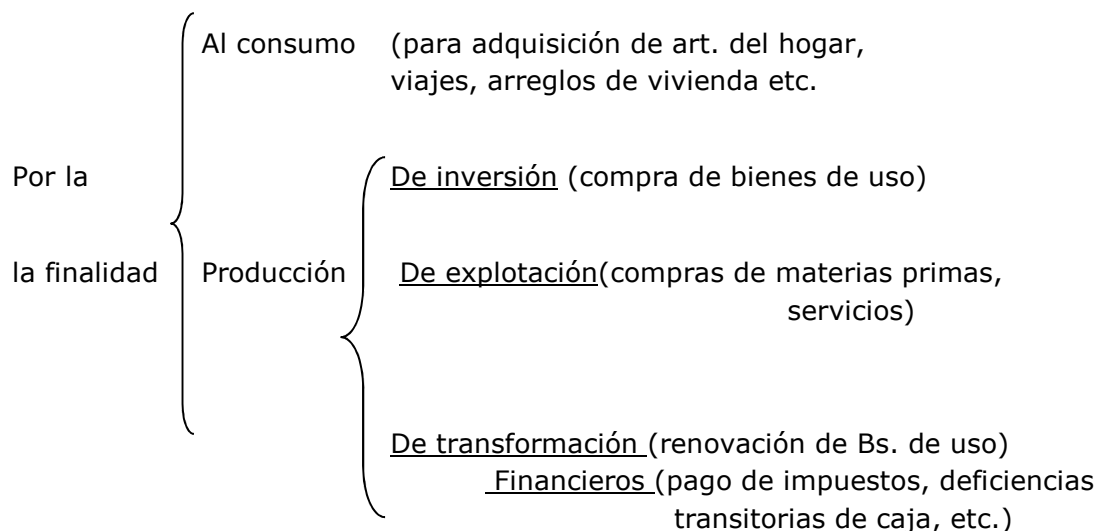 Al consumo (para adquisición de art. del hogar,
viajes, arreglos de vivienda etc.
Por la De inversión (compra de bienes de uso)
la finalidad Producción De explotación(compras de materias primas,
servicios)
De transformación (renovación de Bs. de uso)
Financieros (pago de impuestos, deficiencias
transitorias de caja, etc.)